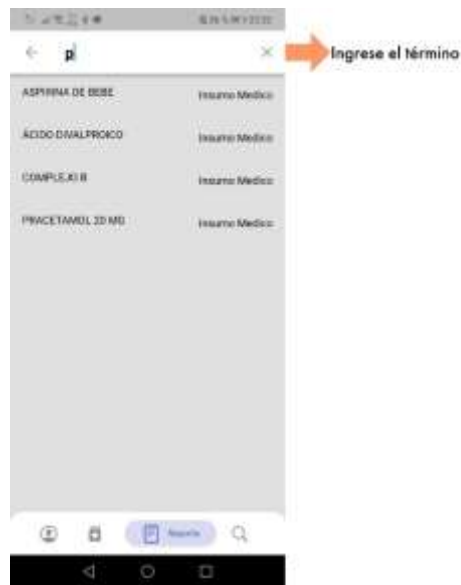 p
Ingrese el término
ASPIRINA DE BEBE Insumo Medico
ÁCIDO DIVALPROICO Insumo Medico
COMPLEJO B Insumo Medico
PRACETAMOL 20 MG Insumo Medico
Reporte